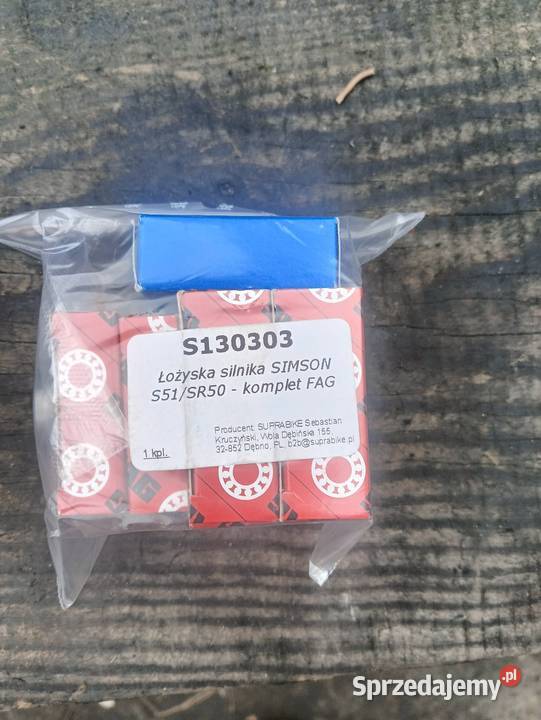 S130303
Łożyska silnika SIMSON
S51/SR50 - komplet FAG
Producent: SUPRABIKE Sebastian
Kruczyński, Wola Dębińska 155,
1 kpl.
32-852 Dębno, PL, b2b@suprabike.pl
Sprzedajemy.pl